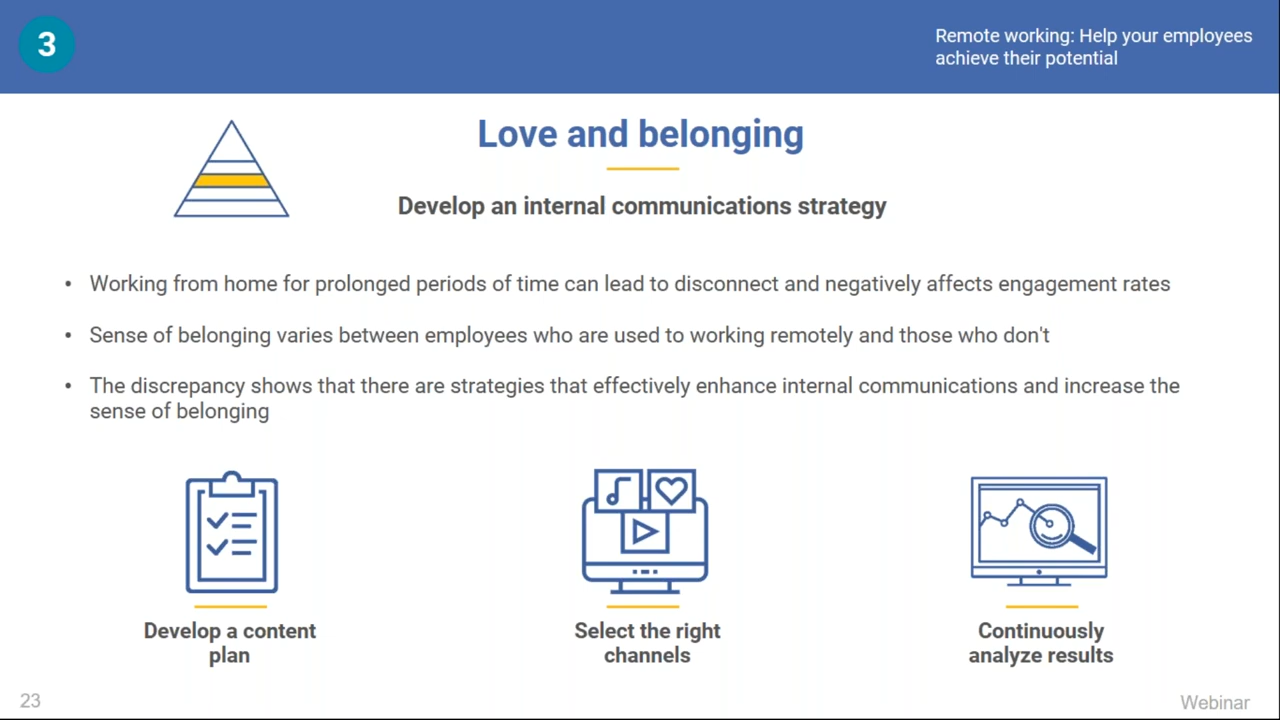 3
Remote working: Help your employees
achieve their potential
Love and belonging
Develop an internal communications strategy
• Working from home for prolonged periods of time can lead to disconnect and negatively affects engagement rates
• Sense of belonging varies between employees who are used to working remotely and those who don't
• The discrepancy shows that there are strategies that effectively enhance internal communications and increase the
sense of belonging
Develop a content
plan
Select the right
channels
Continuously
analyze results
23
Webinar